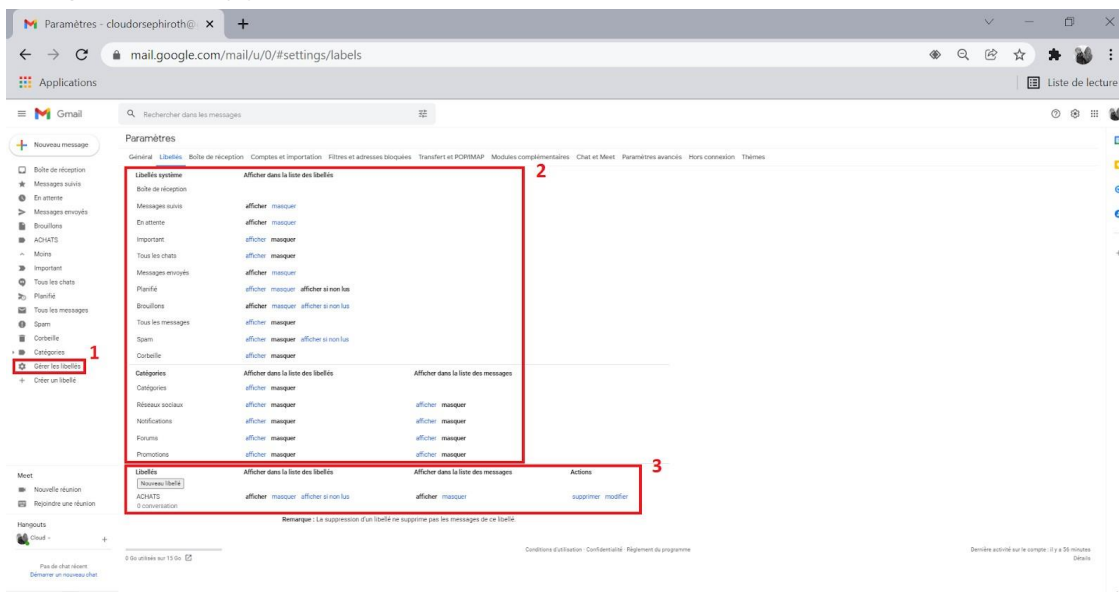 Paramètres - cloudorsephiroth@
mail.google.com/mail/u/0/#settings/labels
Applications
Liste de lecture
Gmail
Rechercher dans les messages
Nouveau message
Boîte de réception
Messages suivis
En attente
Messages envoyés
Brouillons
ACHATS
Moins
Important
Tous les chats
Planifié
Tous les messages
Spam
Corbeille
Catégories
1
Gérer les libellés
Créer un libellé
Meet
Nouvelle réunion
Rejoindre une réunion
Hangouts
Cloud
Pas de chat récent
Démarrer un nouveau chat
Paramètres
Général Libellés Boîte de réception Comptes et importation Filtres et adresses bloquées Transfert et POP/IMAP Modules complémentaires Chat et Meet Paramètres avancés Hors connexion Thèmes
2
Libellés système Afficher dans la liste des libellés
Boîte de réception
Messages suivis afficher masquer
En attente afficher masquer
Important afficher masquer
Tous les chats afficher masquer
Messages envoyés afficher masquer
Planifié afficher masquer afficher si non lus
Brouillons afficher masquer afficher si non lus
Tous les messages afficher masquer
Spam afficher masquer afficher si non lus
Corbeille afficher masquer
Catégories Afficher dans la liste des libellés Afficher dans la liste des messages
Catégories afficher masquer
Réseaux sociaux afficher masquer afficher masquer
Notifications afficher masquer afficher masquer
Forums afficher masquer afficher masquer
Promotions afficher masquer afficher masquer
3
Libellés Afficher dans la liste des libellés Afficher dans la liste des messages Actions
Nouveau libellé
ACHATS afficher masquer afficher si non lus afficher masquer supprimer modifier
0 conversation
Remarque : La suppression d'un libellé ne supprime pas les messages de ce libellé.
0 Go utilisés sur 15 Go
Conditions d'utilisation · Confidentialité · Règlement du programme
Dernière activité sur le compte : il y a 56 minutes
Détails